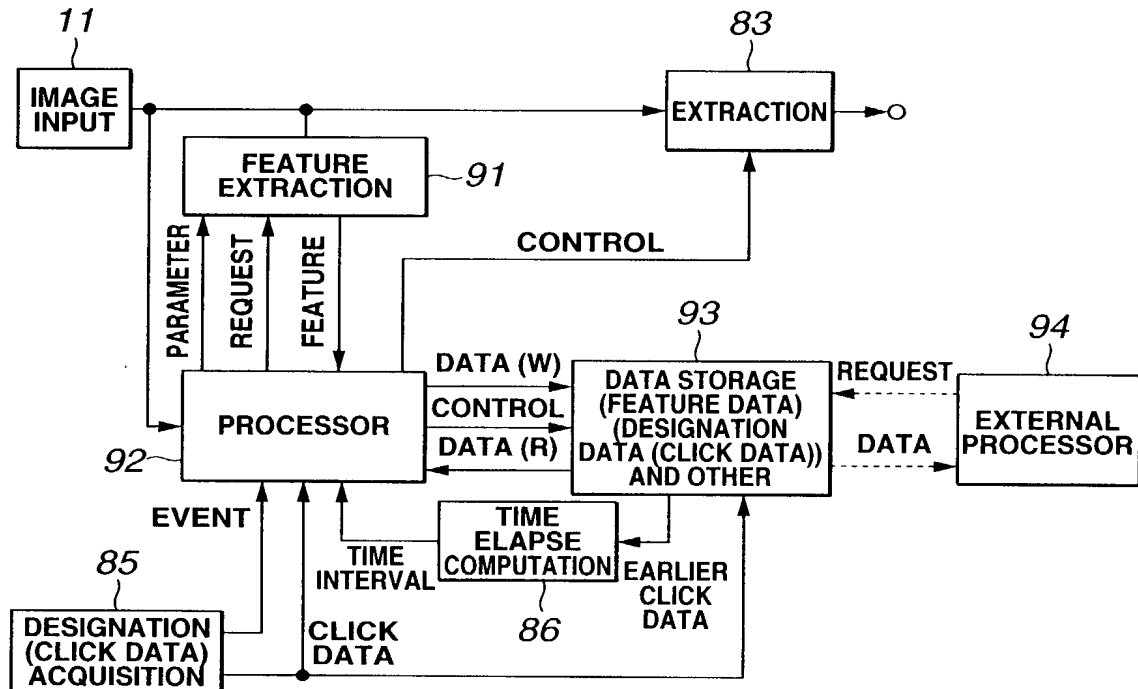 11
IMAGE
INPUT
83
EXTRACTION
FEATURE
EXTRACTION
91
PARAMETER
REQUEST
FEATURE
CONTROL
93
94
DATA (W)
CONTROL
DATA (R)
PROCESSOR
92
DATA STORAGE
(FEATURE DATA)
(DESIGNATION
DATA (CLICK DATA))
AND OTHER
REQUEST
DATA
EXTERNAL
PROCESSOR
EVENT
TIME
INTERVAL
TIME
ELAPSE
COMPUTATION
86
EARLIER
CLICK
DATA
85
DESIGNATION
(CLICK DATA)
ACQUISITION
CLICK
DATA